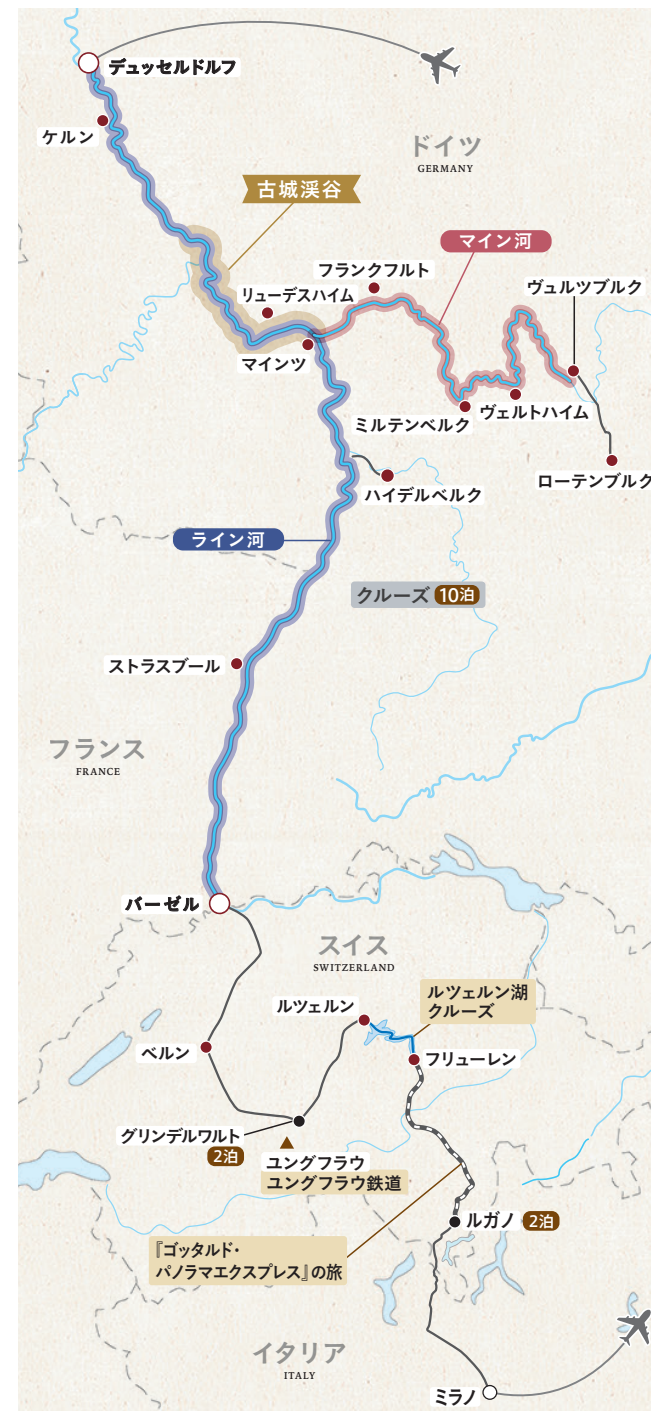 デュッセルドルフ
ケルン
ドイツ
GERMANY
古城渓谷
マイン河
フランクフルト
リューデスハイム
ヴュルツブルク
マインツ
ミルテンベルク
ヴェルトハイム
ローテンブルク
ハイデルベルク
ライン河
クルーズ 10泊
ストラスブール
フランス
FRANCE
バーゼル
スイス
SWITZERLAND
ルツェルン
ルツェルン湖
クルーズ
ベルン
フリューレン
グリンデルワルト
2泊
ユングフラウ
ユングフラウ鉄道
ルガノ 2泊
『ゴッタルド・
パノラマエクスプレス』の旅
イタリア
ITALY
ミラノ